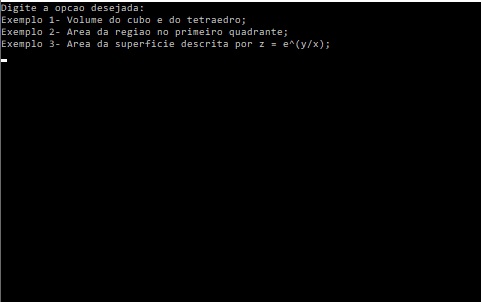 Digite a opcao desejada:
Exemplo 1- Volume do cubo e do tetraedro;
Exemplo 2- Area da regiao no primeiro quadrante;
Exemplo 3- Area da superficie descrita por z = e^(y/x);